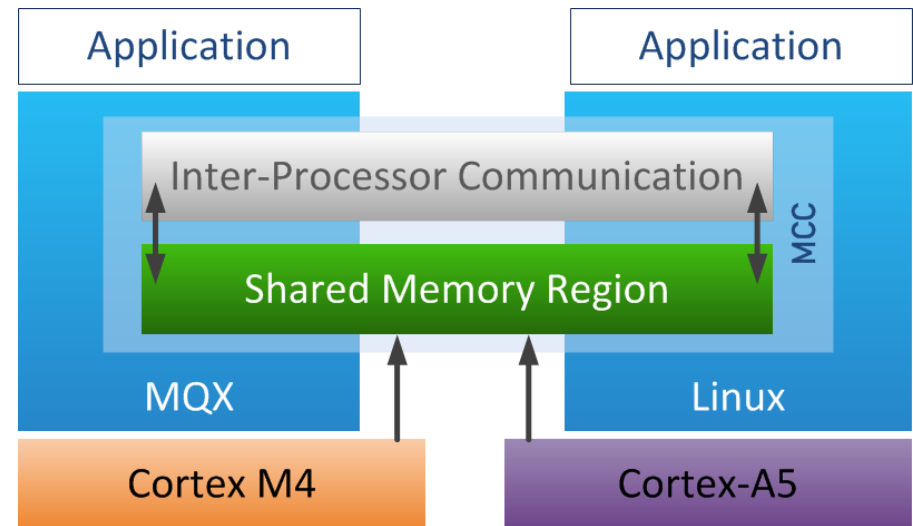 Application
Application
Inter-Processor Communication
MCC
Shared Memory Region
MQX
Linux
Cortex M4
Cortex-A5